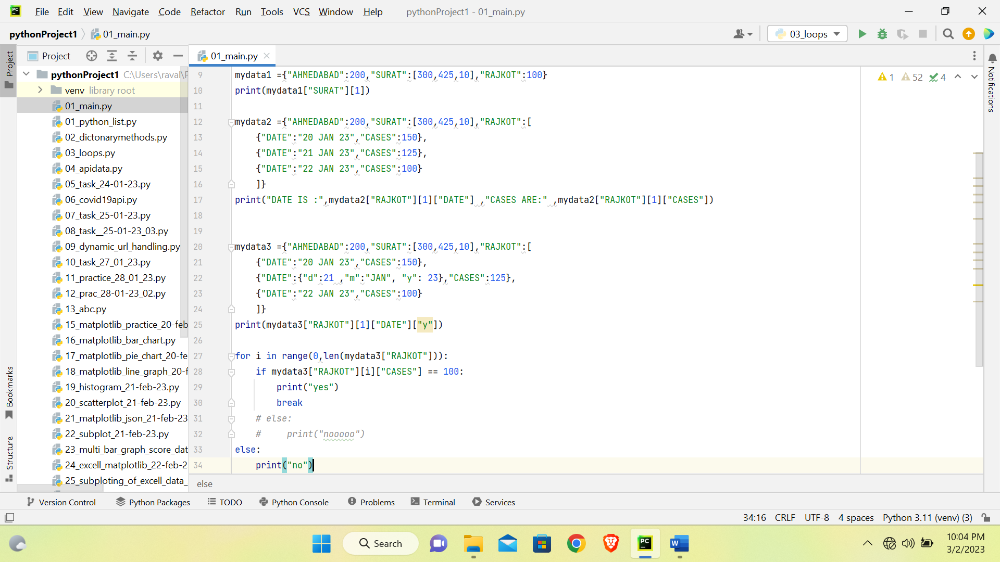 PC File Edit View Navigate Code Refactor Run Tools VCS Window Help pythonProject1 - 01_main.py
pythonProject1 01_main.py 03_loops
Project
Project
01_main.py
pythonProject1 C:\Users\raval\P
venv library root
01_main.py
01_python_list.py
02_dictonarymethods.py
03_loops.py
04_apidata.py
05_task_24-01-23.py
06_covid19api.py
07_task_25-01-23.py
08_task__25-01-23_03.py
09_dynamic_url_handling.py
10_task_27_01_23.py
11_practice_28_01_23.py
12_prac_28-01-23_02.py
13_abc.py
15_matplotlib_practice_20-feb
16_matplotlib_bar_chart.py
17_matplotlib_pie_chart_20-fe
18_matplotlib_line_graph_20-f
19_histogram_21-feb-23.py
20_scatterplot_21-feb-23.py
21_matplotlib_json_21-feb-23
22_subplot_21-feb-23.py
23_multi_bar_graph_score_dat
24_excell_matplotlib_22-feb-2
25_subploting_of_excell_data_
Bookmarks
Structure
9 mydata1 ={"AHMEDABAD":200,"SURAT":[300,425,10],"RAJKOT":100}
10 print(mydata1["SURAT"][1])
11
12 mydata2 ={"AHMEDABAD":200,"SURAT":[300,425,10],"RAJKOT":[
13 {"DATE":"20 JAN 23","CASES":150},
14 {"DATE":"21 JAN 23","CASES":125},
15 {"DATE":"22 JAN 23","CASES":100}
16 ]}
17 print("DATE IS :",mydata2["RAJKOT"][1]["DATE"] ,"CASES ARE:" ,mydata2["RAJKOT"][1]["CASES"])
18
19
20 mydata3 ={"AHMEDABAD":200,"SURAT":[300,425,10],"RAJKOT":[
21 {"DATE":"20 JAN 23","CASES":150},
22 {"DATE":{"d":21 ,"m":"JAN", "y": 23},"CASES":125},
23 {"DATE":"22 JAN 23","CASES":100}
24 ]}
25 print(mydata3["RAJKOT"][1]["DATE"]["y"])
26
27 for i in range(0,len(mydata3["RAJKOT"])):
28 if mydata3["RAJKOT"][i]["CASES"] == 100:
29 print("yes")
30 break
31 # else:
32 # print("nooooo")
33 else:
34 print("no")
1 52 4
Notifications
else
Version Control Python Packages TODO Python Console Problems Terminal Services
34:16 CRLF UTF-8 4 spaces Python 3.11 (venv) (3)
Search
PC
W
10:04 PM
3/2/2023